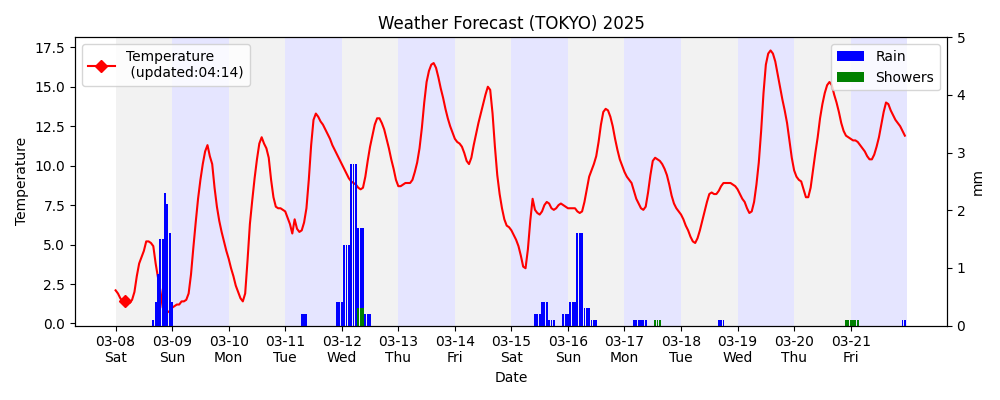 Weather Forecast (TOKYO) 2025
Temperature
(updated:04:14)
Rain
Showers
Temperature
17.5
15.0
12.5
10.0
7.5
5.0
2.5
0.0
5
4
3
2
1
0
mm
03-08 03-09 03-10 03-11 03-12 03-13 03-14 03-15 03-16 03-17 03-18 03-19 03-20 03-21
Sat Sun Mon Tue Wed Thu Fri Sat Sun Mon Tue Wed Thu Fri
Date